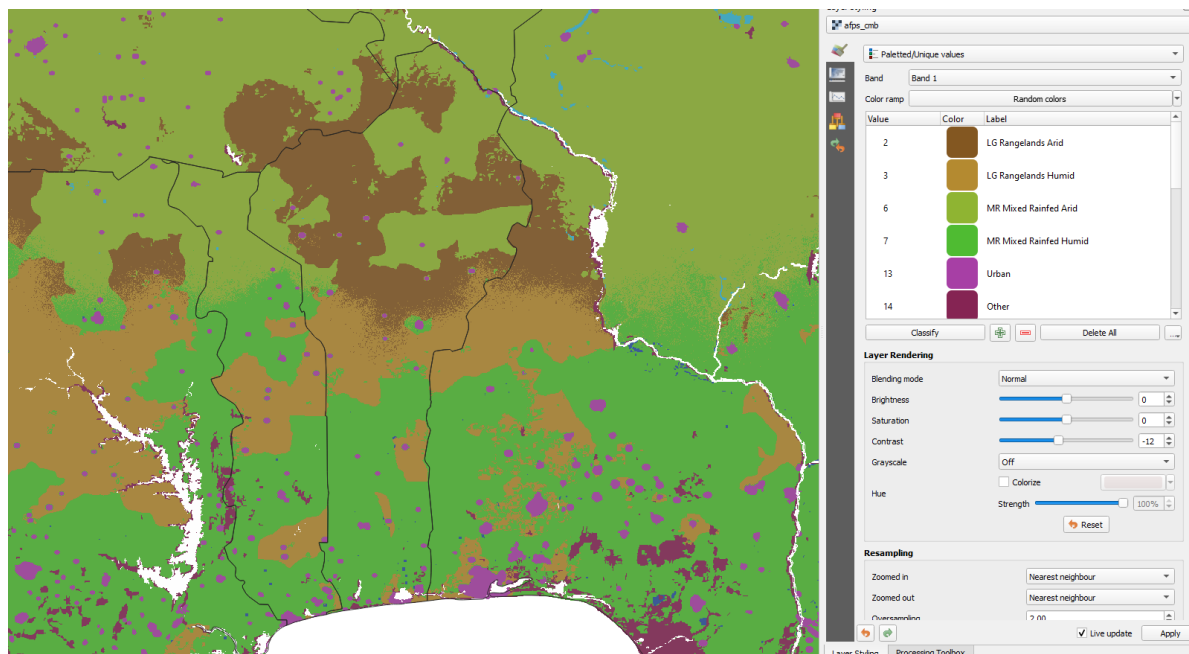 afps_cmb
Paletted/Unique values
Band Band 1
Color ramp Random colors
Value Color Label
2 LG Rangelands Arid
3 LG Rangelands Humid
6 MR Mixed Rainfed Arid
7 MR Mixed Rainfed Humid
13 Urban
14 Other
Classify Delete All ...
Layer Rendering
Blending mode Normal
Brightness 0
Saturation 0
Contrast -12
Grayscale Off
Hue Colorize
Strength 100%
Reset
Resampling
Zoomed in Nearest neighbour
Zoomed out Nearest neighbour
Oversampling 2.00
Live update Apply
Layer Styling Processing Toolbox